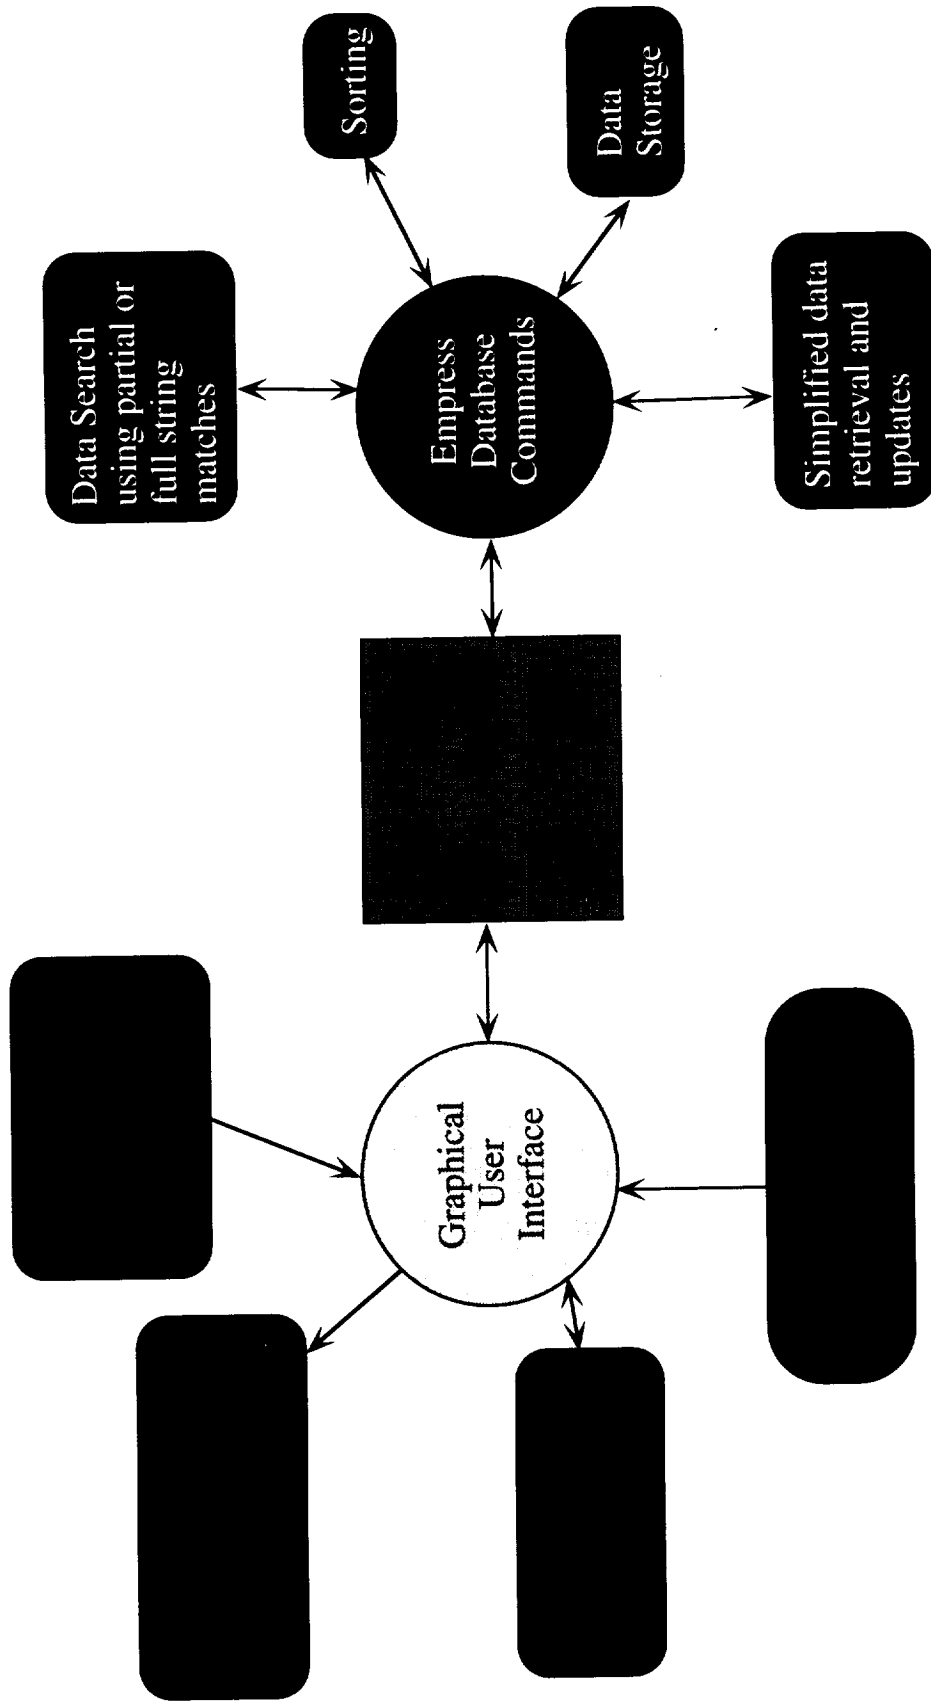 Graphical
User
Interface
Empress
Database
Commands
Data Search
using partial or
full string
matches
Sorting
Data
Storage
Simplified data
retrieval and
updates